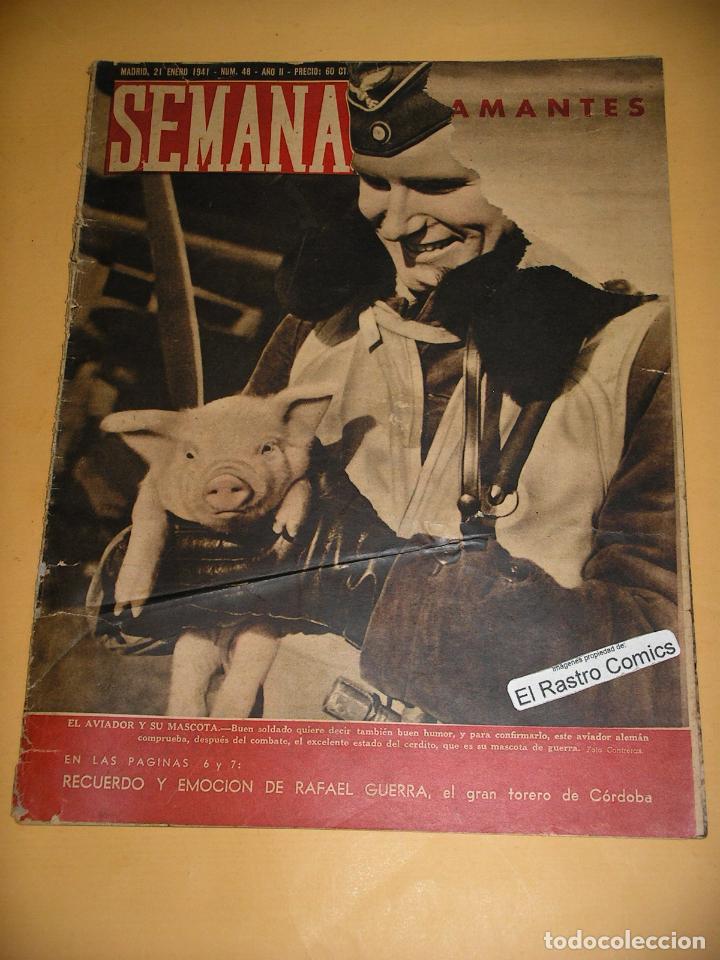 MADRID, 21 ENERO 1941 - NUM. 48 - AÑO II - PRECIO: 60 CT
SEMANA
AMANTES
imágenes propiedad de:
El Rastro Comics
EL AVIADOR Y SU MASCOTA.—Buen soldado quiere decir también buen humor, y para confirmarlo, este aviador alemán
comprueba, después del combate, el excelente estado del cerdito, que es su mascota de guerra. Foto Contreras.
EN LAS PAGINAS 6 y 7:
RECUERDO Y EMOCION DE RAFAEL GUERRA, el gran torero de Córdoba
todocoleccion
todocoleccion.net